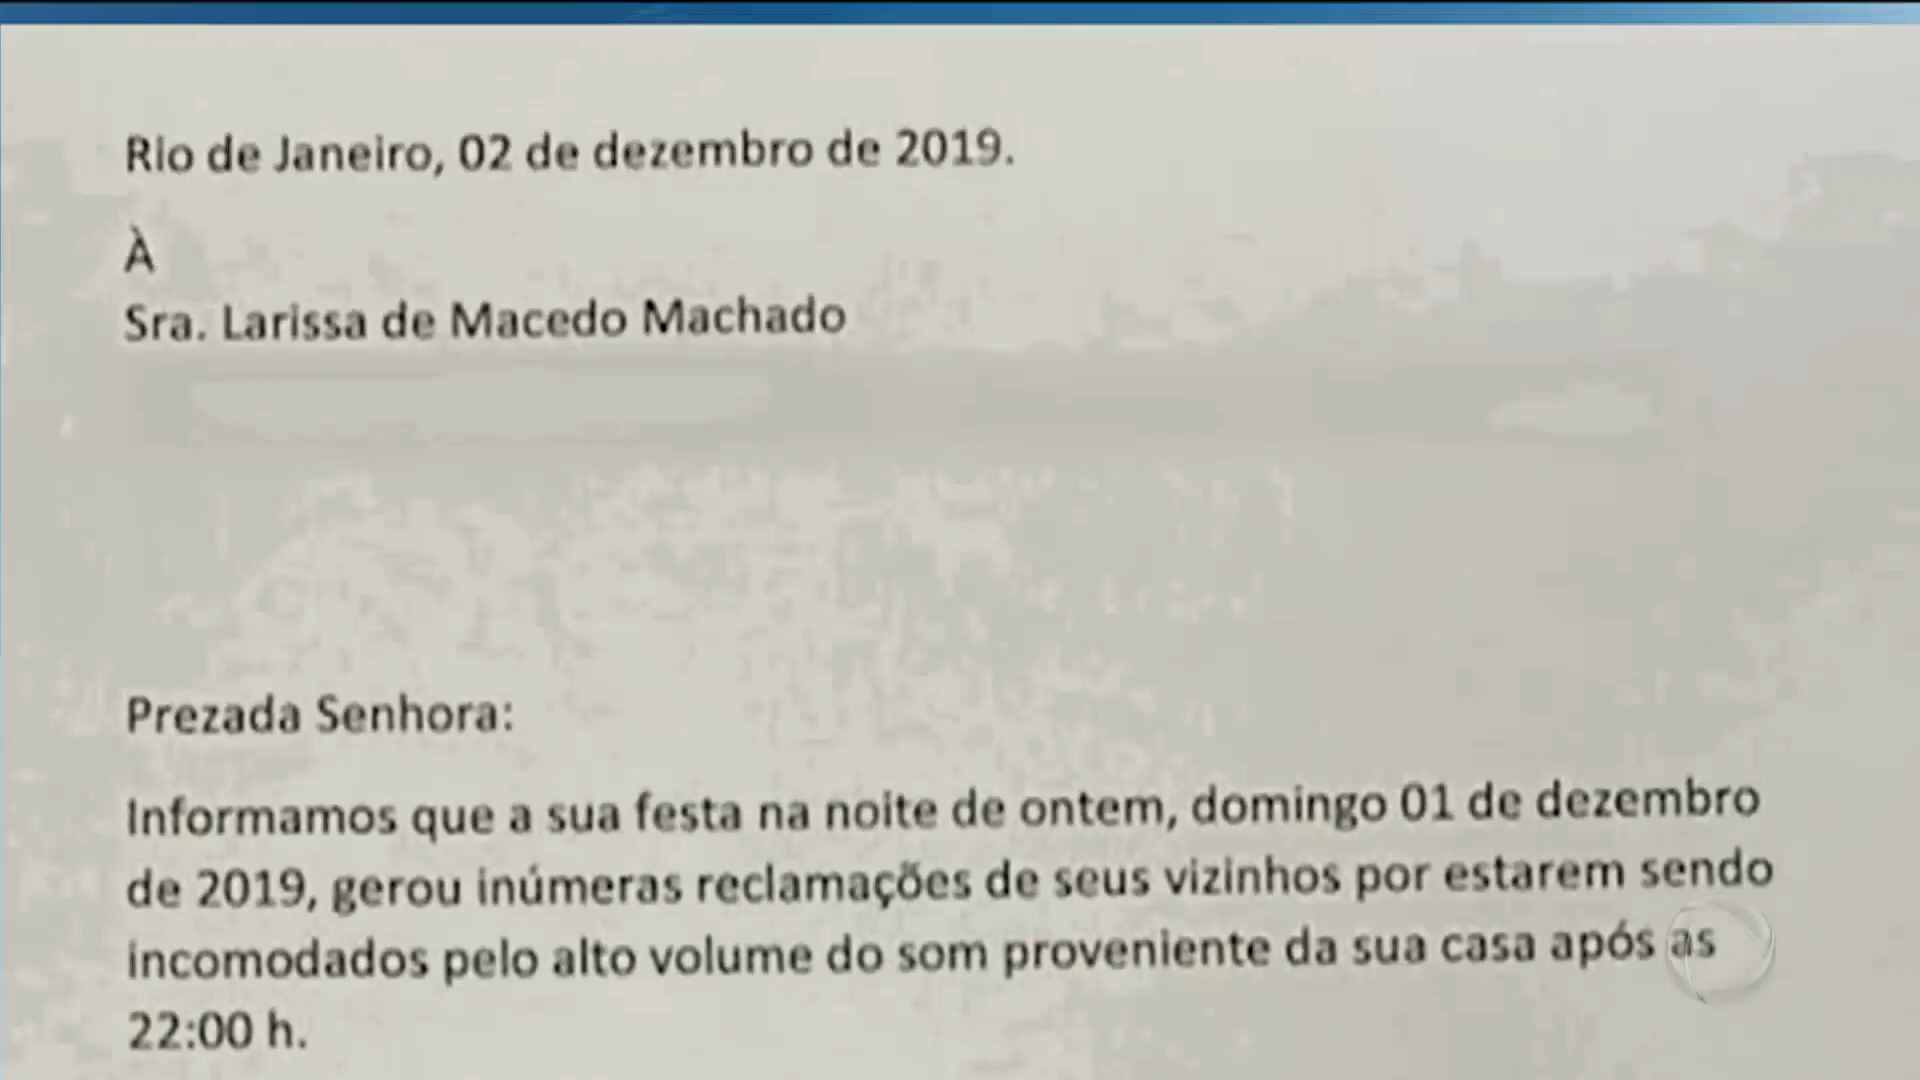 Rio de Janeiro, 02 de dezembro de 2019.
À
Sra. Larissa de Macedo Machado
Prezada Senhora:
Informamos que a sua festa na noite de ontem, domingo 01 de dezembro
de 2019, gerou inúmeras reclamações de seus vizinhos por estarem sendo
incomodados pelo alto volume do som proveniente da sua casa após as
22:00 h.